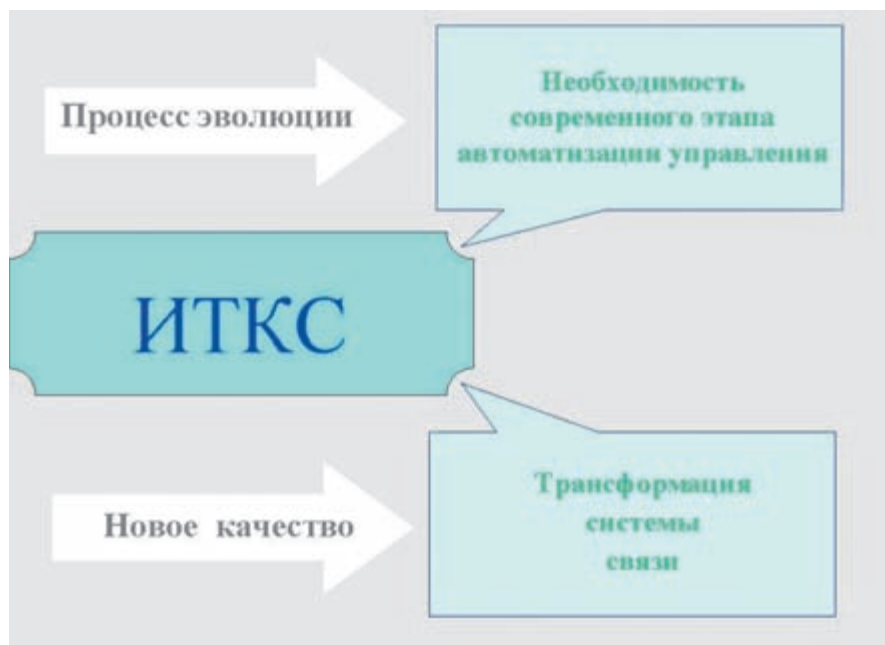 Процесс эволюции
Необходимость
современного этапа
автоматизации управления
ИТКС
Новое качество
Трансформация
системы
связи